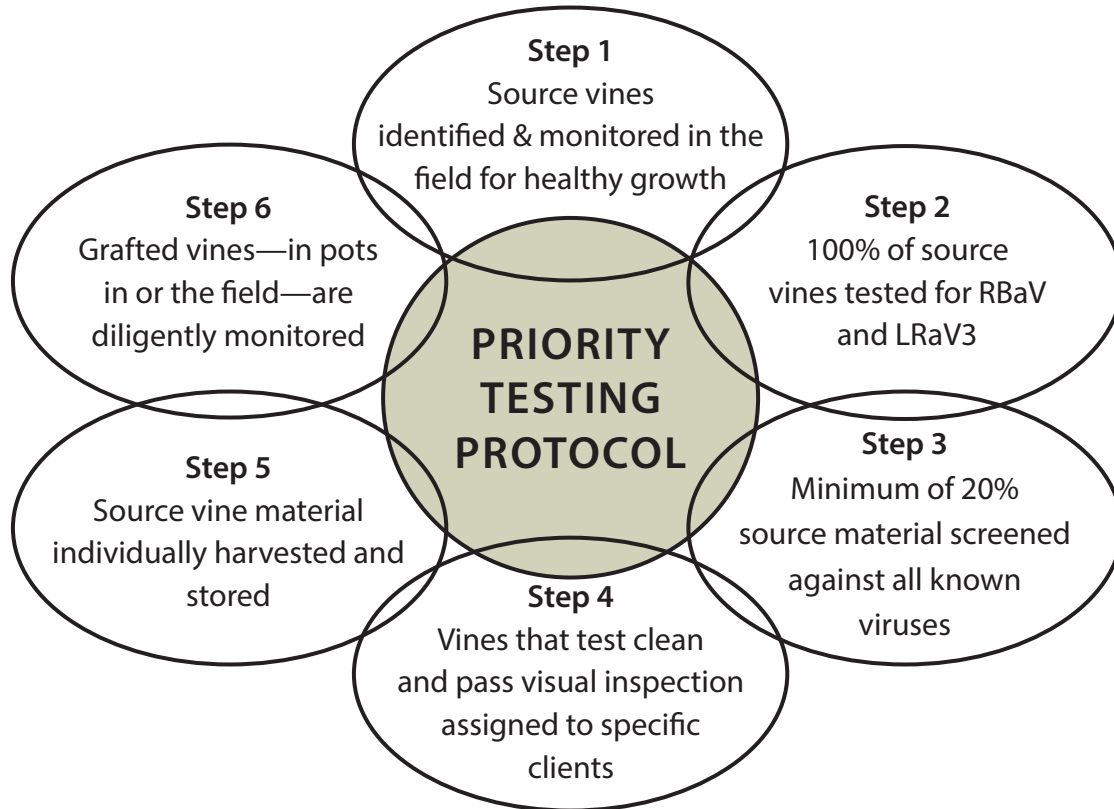 Step 1
Source vines
identified & monitored in the
field for healthy growth
Step 2
100% of source
vines tested for RBaV
and LRaV3
Step 3
Minimum of 20%
source material screened
against all known
viruses
Step 4
Vines that test clean
and pass visual inspection
assigned to specific
clients
Step 5
Source vine material
individually harvested and
stored
Step 6
Grafted vines—in pots
in or the field—are
diligently monitored
PRIORITY
TESTING
PROTOCOL